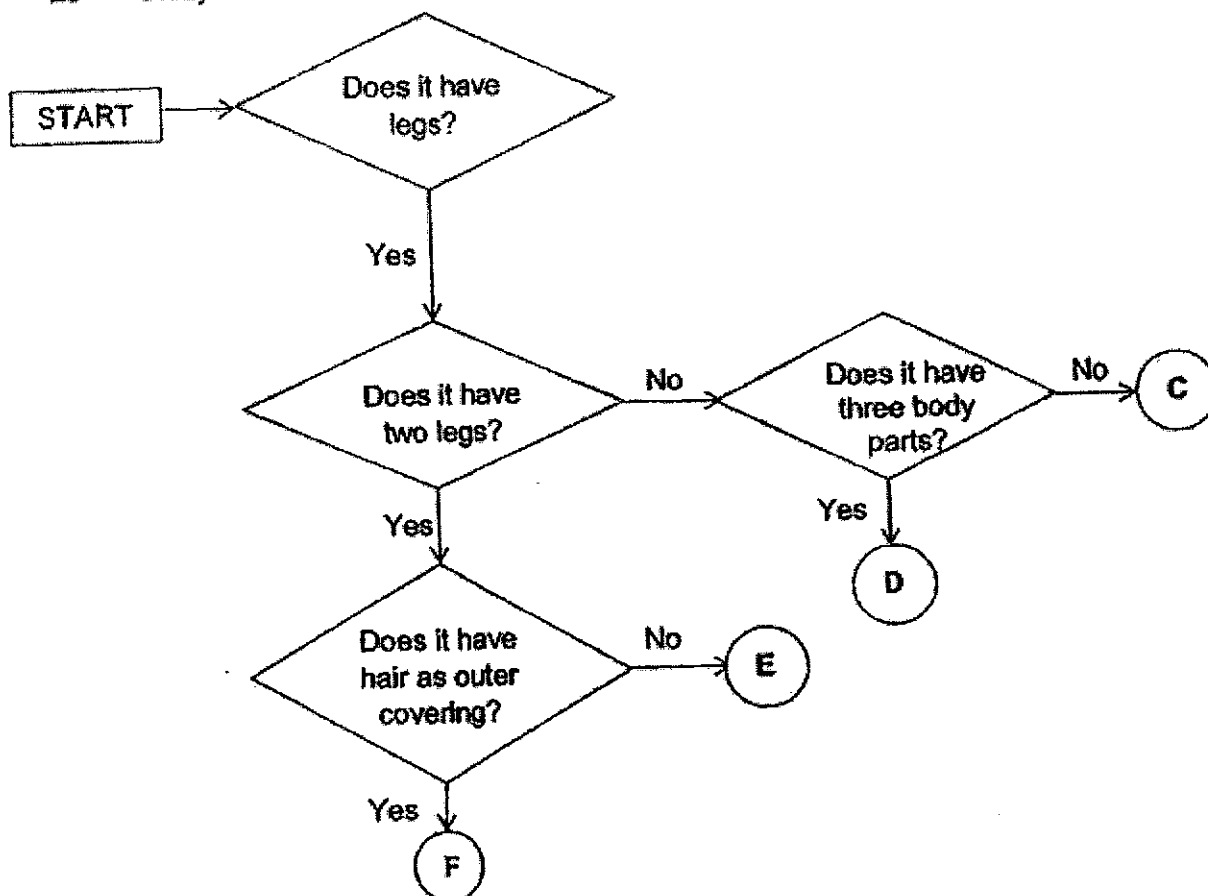 Does it have
legs?
START
Yes
Does it have
two legs?
No
Does it have
three body
parts?
No
C
Yes
Yes
D
Does it have
hair as outer
covering?
No
E
Yes
F